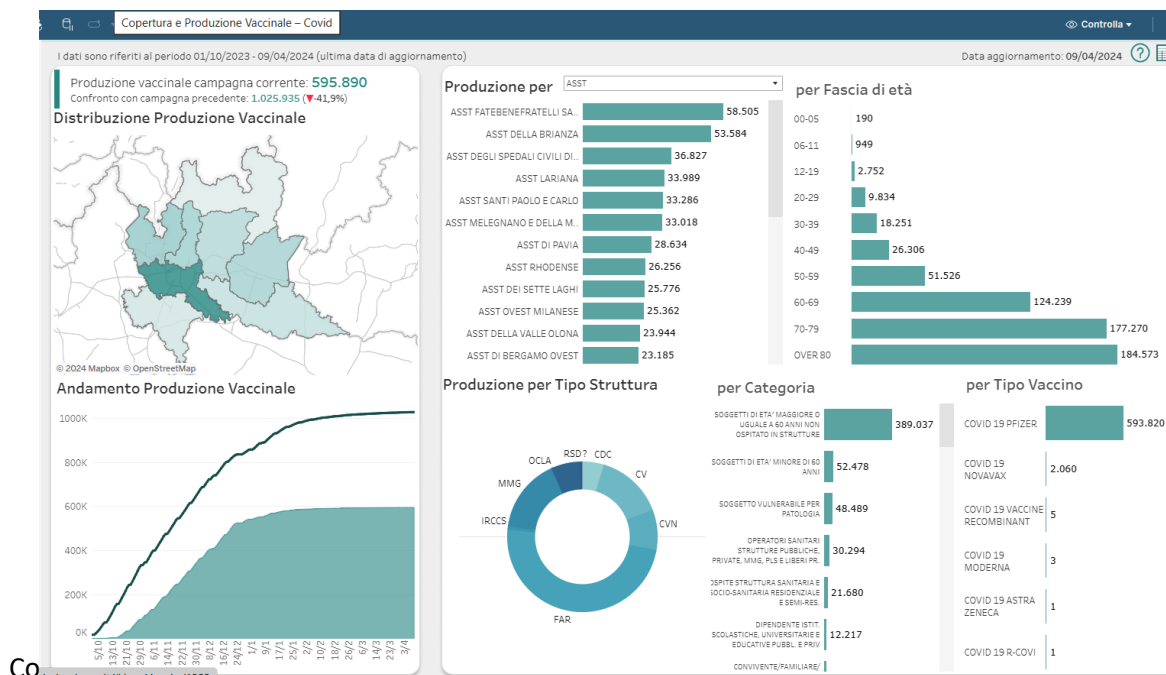 Copertura e Produzione Vaccinale – Covid
Controlla
I dati sono riferiti al periodo 01/10/2023 - 09/04/2024 (ultima data di aggiornamento)
Data aggiornamento: 09/04/2024
Produzione vaccinale campagna corrente: 595.890
Confronto con campagna precedente: 1.025.935 (▼-41,9%)
Distribuzione Produzione Vaccinale
© 2024 Mapbox © OpenStreetMap
Produzione per ASST
ASST FATEBENEFRATELLI SA.. 58.505
ASST DELLA BRIANZA 53.584
ASST DEGLI SPEDALI CIVILI DI.. 36.827
ASST LARIANA 33.989
ASST SANTI PAOLO E CARLO 33.286
ASST MELEGNANO E DELLA M.. 33.018
ASST DI PAVIA 28.634
ASST RHODENSE 26.256
ASST DEI SETTE LAGHI 25.776
ASST OVEST MILANESE 25.362
ASST DELLA VALLE OLONA 23.944
ASST DI BERGAMO OVEST 23.185
per Fascia di età
00-05 190
06-11 949
12-19 2.752
20-29 9.834
30-39 18.251
40-49 26.306
50-59 51.526
60-69 124.239
70-79 177.270
OVER 80 184.573
Andamento Produzione Vaccinale
1000K
800K
600K
400K
200K
0K
5/10
13/10
21/10
29/10
6/11
14/11
22/11
30/11
8/12
16/12
24/12
1/1
9/1
17/1
25/1
2/2
10/2
18/2
26/2
6/3
14/3
23/3
3/4
Produzione per Tipo Struttura
RSD?
CDC
CV
CVN
FAR
IRCCS
MMG
OCLA
per Categoria
SOGGETTI DI ETA' MAGGIORE O
UGUALE A 60 ANNI NON
OSPITATO IN STRUTTURE
389.037
SOGGETTI DI ETA' MINORE DI 60
ANNI
52.478
SOGGETTO VULNERABILE PER
PATOLOGIA
48.489
OPERATORI SANITARI
STRUTTURE PUBBLICHE,
PRIVATE, MMG, PLS E LIBERI PR.
30.294
OSPITE STRUTTURA SANITARIA E
SOCIO-SANITARIA RESIDENZIALE
E SEMI-RES.
21.680
DIPENDENTE ISTIT.
SCOLASTICHE, UNIVERSITARIE E
EDUCATIVE PUBBL. E PRIV
12.217
CONVIVENTE/FAMILIARE/
per Tipo Vaccino
COVID 19 PFIZER 593.820
COVID 19
NOVAVAX
2.060
COVID 19 VACCINE
RECOMBINANT
5
COVID 19
MODERNA
3
COVID 19 ASTRA
ZENECA
1
COVID 19 R-COVI 1
Co